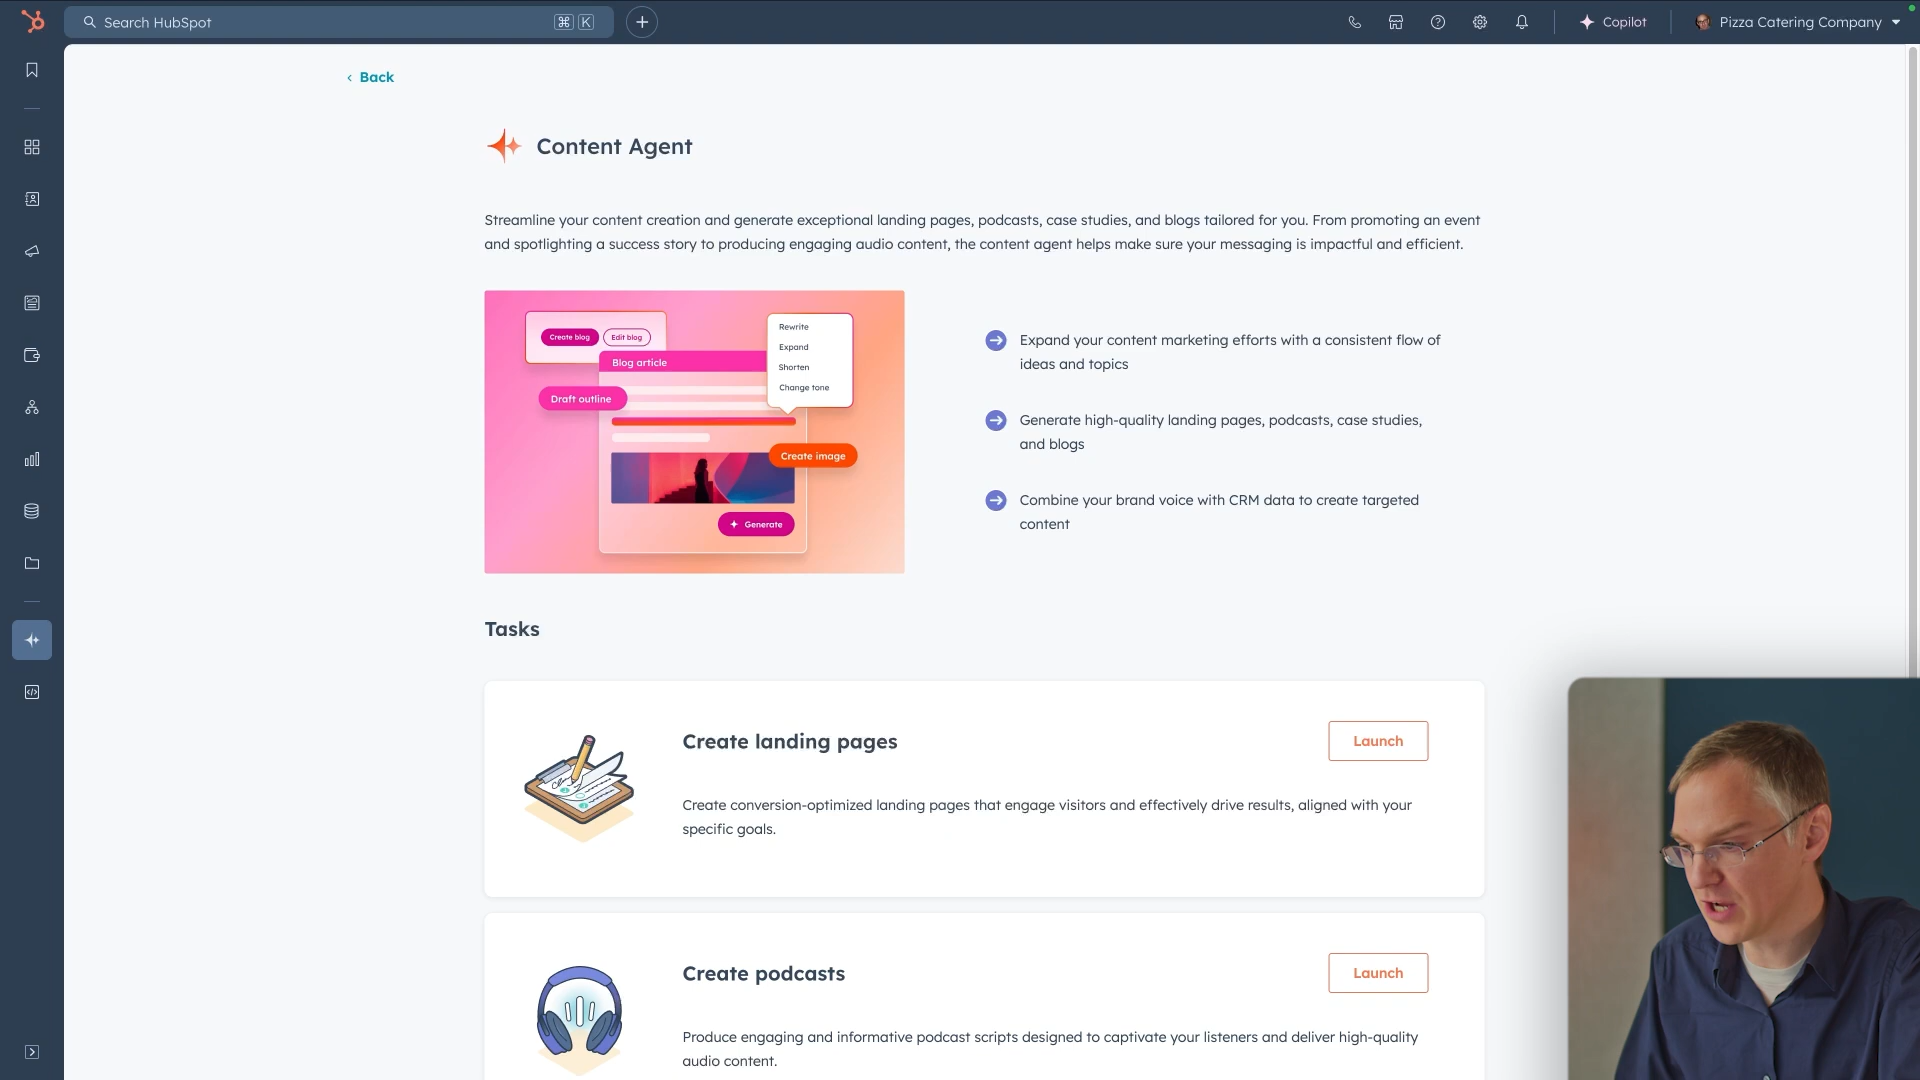 Search HubSpot
⌘ K
Copilot
Pizza Catering Company
Back
Content Agent
Streamline your content creation and generate exceptional landing pages, podcasts, case studies, and blogs tailored for you. From promoting an event
and spotlighting a success story to producing engaging audio content, the content agent helps make sure your messaging is impactful and efficient.
Create blog
Edit blog
Blog article
Draft outline
Rewrite
Expand
Shorten
Change tone
Create image
Generate
Expand your content marketing efforts with a consistent flow of
ideas and topics
Generate high-quality landing pages, podcasts, case studies,
and blogs
Combine your brand voice with CRM data to create targeted
content
Tasks
Create landing pages
Launch
Create conversion-optimized landing pages that engage visitors and effectively drive results, aligned with your
specific goals.
Create podcasts
Launch
Produce engaging and informative podcast scripts designed to captivate your listeners and deliver high-quality
audio content.